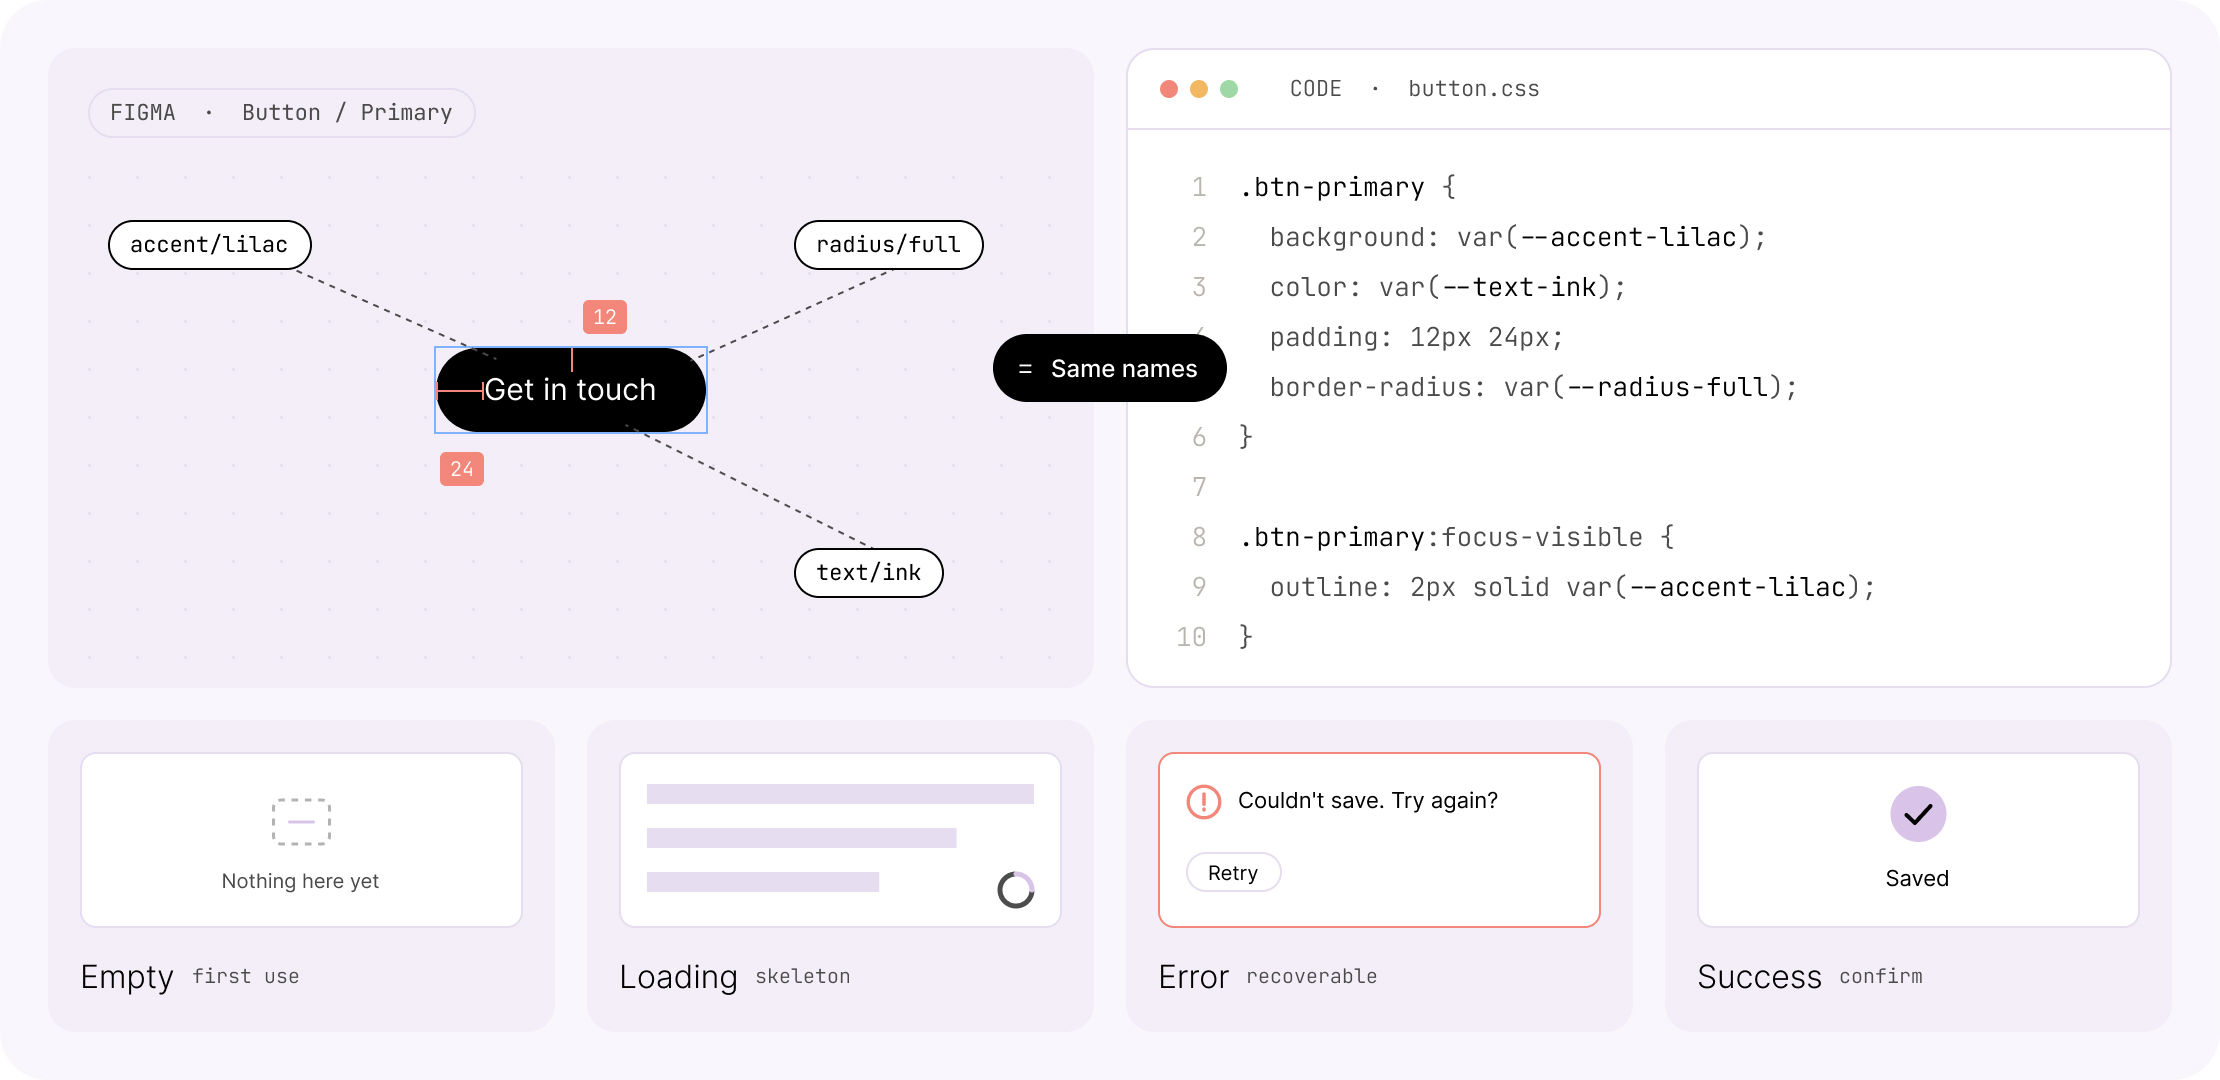 FIGMA · Button / Primary
accent/lilac
radius/full
12
Get in touch
24
text/ink
= Same names
CODE · button.css
1 .btn-primary {
2 background: var(--accent-lilac);
3 color: var(--text-ink);
padding: 12px 24px;
border-radius: var(--radius-full);
6 }
7
8 .btn-primary:focus-visible {
9 outline: 2px solid var(--accent-lilac);
10 }
Nothing here yet
Empty first use
Loading skeleton
Couldn't save. Try again?
Retry
Error recoverable
Saved
Success confirm